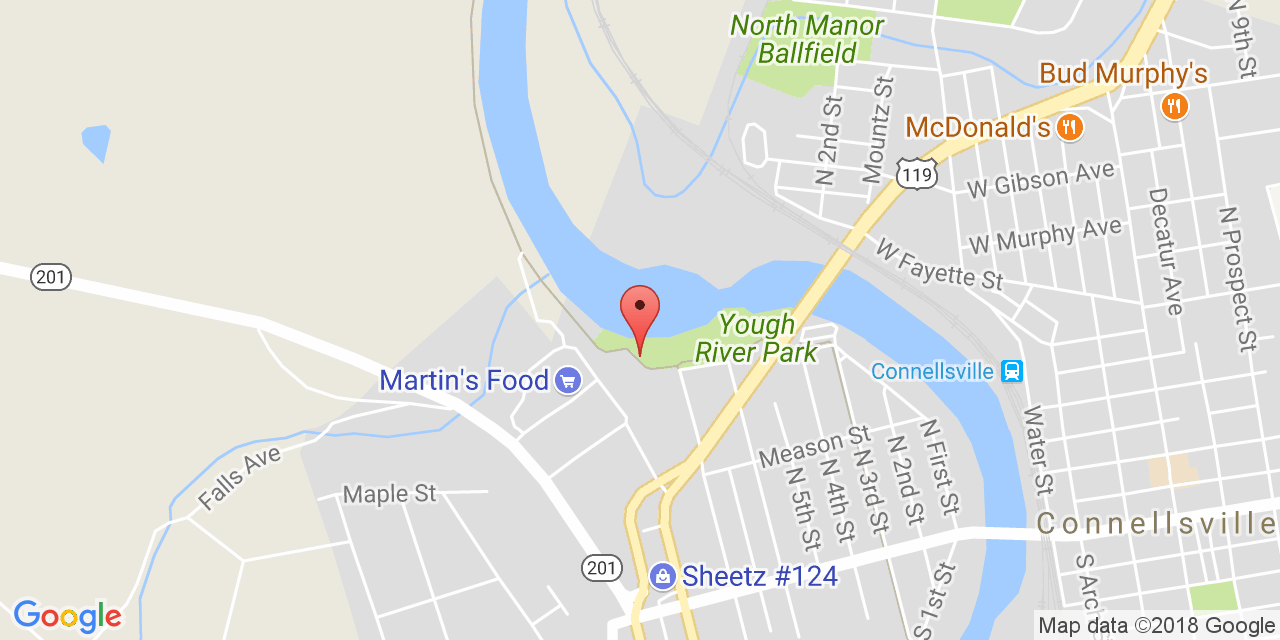 North Manor
Ballfield
N 9th St
Bud Murphy's
McDonald's
N 2nd St
Mountz St
119
W Gibson Ave
W Murphy Ave
W Fayette St
Decatur Ave
N Prospect St
201
Yough
River Park
Martin's Food
Connellsville
Water St
Falls Ave
Maple St
Meason St
N 5th St
N 4th St
N 3rd St
N 2nd St
N First St
Connellsville
201
Sheetz #124
S 1st St
S Arch
Google
Map data ©2018 Google